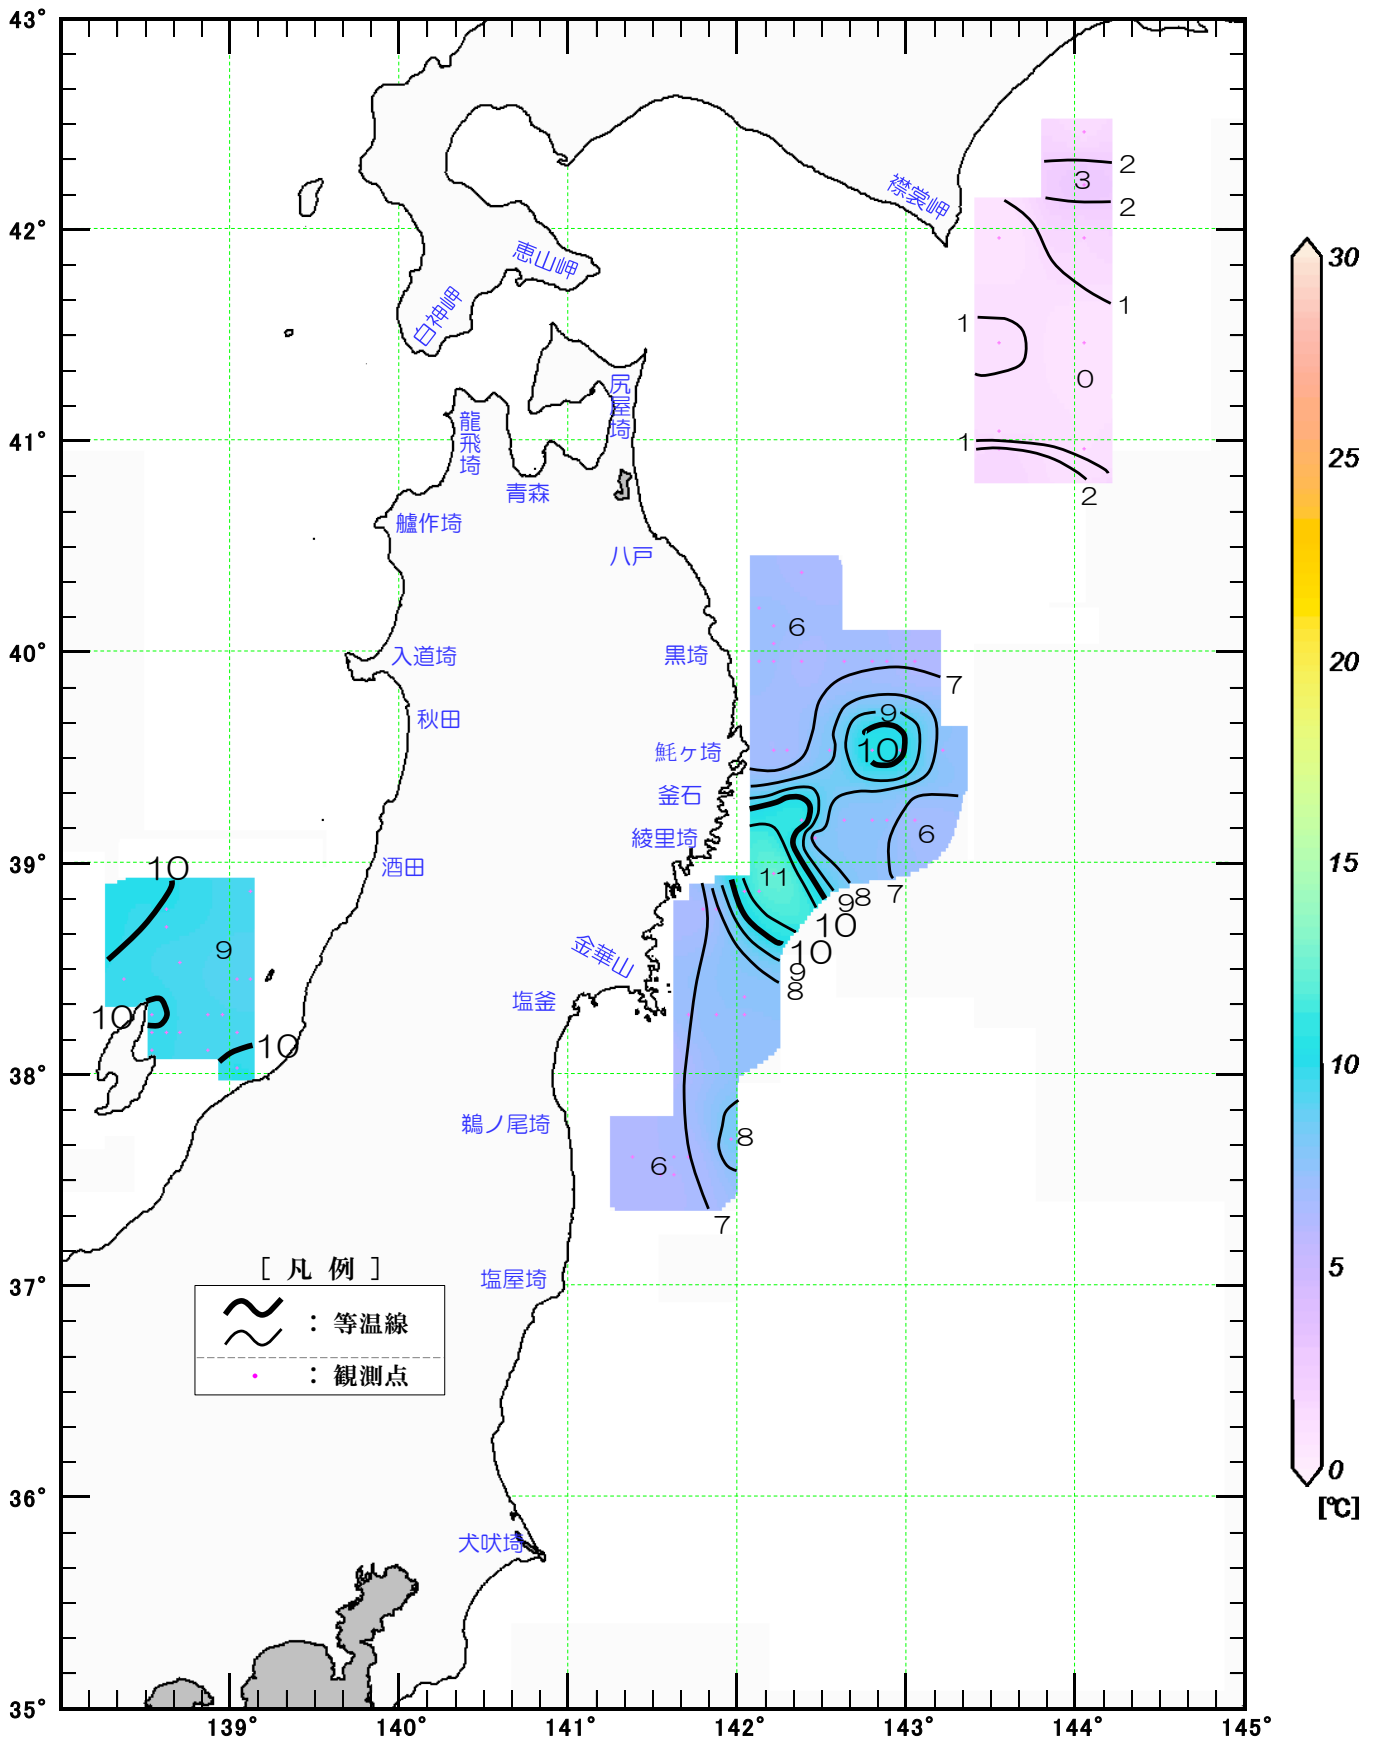 43°
42°
41°
40°
39°
38°
37°
36°
35°
139°
140°
141°
142°
143°
144°
145°
襟裳岬
恵山岬
白神岬
尻屋埼
龍飛埼
青森
艫作埼
八戸
入道埼
黒埼
秋田
魹ヶ埼
釜石
綾里埼
酒田
金華山
塩釜
鵜ノ尾埼
塩屋埼
犬吠埼
2
3
2
1
1
0
1
2
6
7
9
10
6
7
11
98
10
10
9
8
8
6
7
10
9
10
10
[ 凡 例 ]
： 等温線
： 観測点
30
25
20
15
10
5
0
[℃]